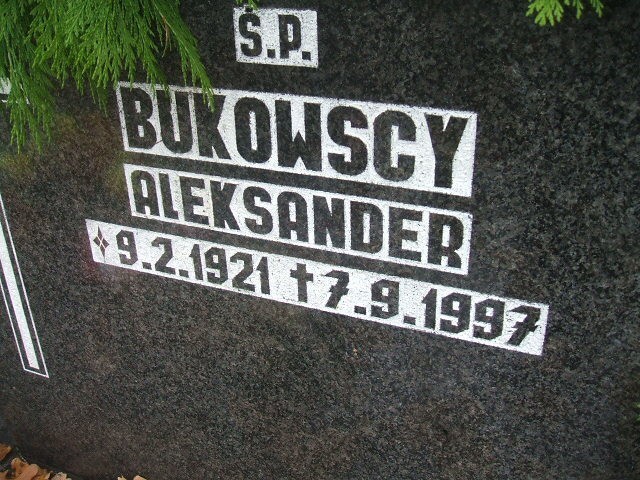 Ś.P.
BUKOWSCY
ALEKSANDER
9.2.1921 † 7.9.1997